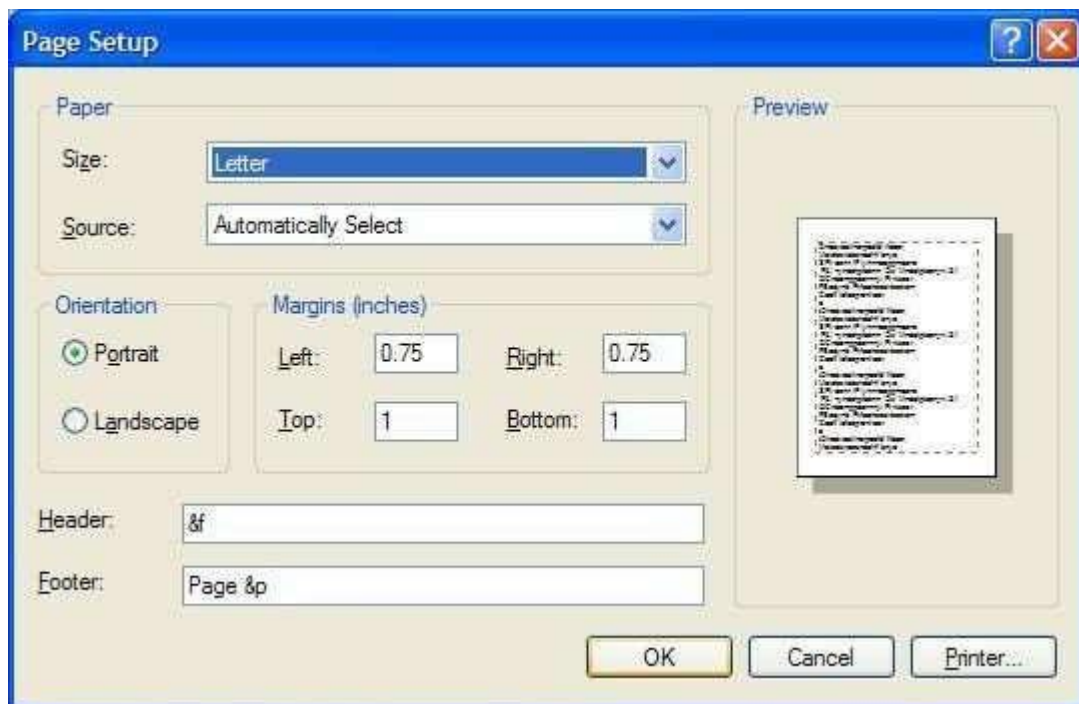 Page Setup
Paper
Size: Letter
Source: Automatically Select
Orientation
Portrait
Landscape
Margins (inches)
Left: 0.75 Right: 0.75
Top: 1 Bottom: 1
Header: &f
Footer: Page &p
Preview
OK Cancel Printer...